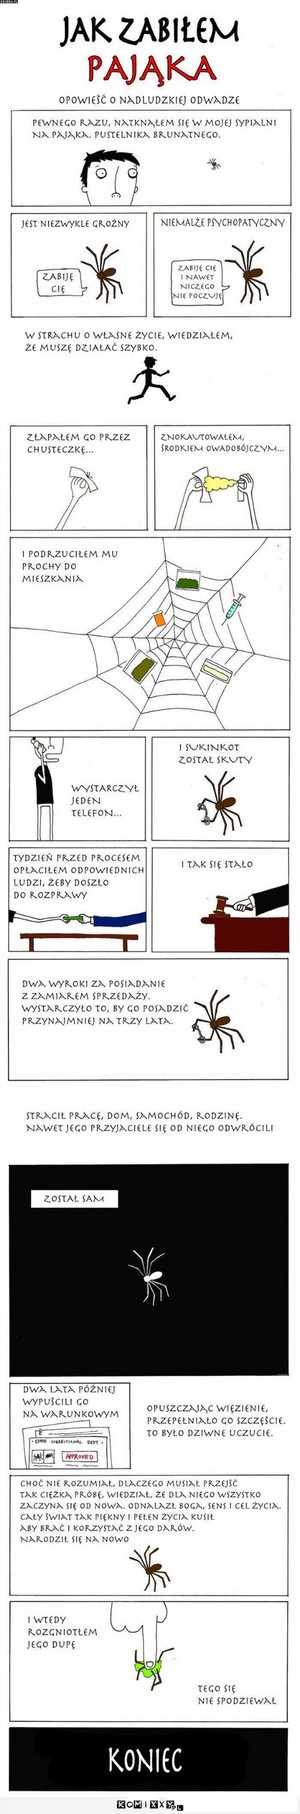 JAK ZABIŁEM
PAJĄKA
OPOWIEŚĆ O NADLUDZKIEJ ODWADZE
PEWNEGO RAZU, NATKNĄŁEM SIĘ W MOJEJ SYPIALNI
NA PAJĄKA. PUSTELNIKA BRUNATNEGO.
JEST NIEZWYKLE GROŹNY
ZABIJĘ
CIĘ
NIEMALŻE PSYCHOPATYCZNY
ZABIJĘ CIĘ
I NAWET
NICZEGO
NIE POCZUJĘ
W STRACHU O WŁASNE ŻYCIE, WIEDZIAŁEM,
ŻE MUSZĘ DZIAŁAĆ SZYBKO.
ZŁAPAŁEM GO PRZEZ
CHUSTECZKĘ...
ZNOKAUTOWAŁEM,
ŚRODKIEM OWADOBÓJCZYM...
I PODRZUCIŁEM MU
PROCHY DO
MIESZKANIA
WYSTARCZYŁ
JEDEN
TELEFON...
I SUKINKOT
ZOSTAŁ SKUTY
TYDZIEŃ PRZED PROCESEM
OPŁACIŁEM ODPOWIEDNICH
LUDZI, ŻEBY DOSZŁO
DO ROZPRAWY
I TAK SIĘ STAŁO
DWA WYROKI ZA POSIADANIE
Z ZAMIAREM SPRZEDAŻY.
WYSTARCZYŁO TO, BY GO POSADZIĆ
PRZYNAJMNIEJ NA TRZY LATA.
STRACIŁ PRACĘ, DOM, SAMOCHÓD, RODZINĘ.
NAWET JEGO PRZYJACIELE SIĘ OD NIEGO ODWRÓCILI
ZOSTAŁ SAM
DWA LATA PÓŹNIEJ
WYPUŚCILI GO
NA WARUNKOWYM
STATE CORRECTIONAL DEPT.
APPROVED
OPUSZCZAJĄC WIĘZIENIE,
PRZEPEŁNIAŁO GO SZCZĘŚCIE.
TO BYŁO DZIWNE UCZUCIE.
CHOĆ NIE ROZUMIAŁ, DLACZEGO MUSIAŁ PRZEJŚĆ
TAK CIĘŻKĄ PRÓBĘ, WIEDZIAŁ, ŻE DLA NIEGO WSZYSTKO
ZACZYNA SIĘ OD NOWA. ODNALAZŁ BOGA, SENS I CEL ŻYCIA.
CAŁY ŚWIAT TAK PIĘKNY I PEŁEN ŻYCIA KUSIŁ
ABY BRAĆ I KORZYSTAĆ Z JEGO DARÓW.
NARODZIŁ SIĘ NA NOWO
I WTEDY
ROZGNIOTŁEM
JEGO DUPĘ
TEGO SIĘ
NIE SPODZIEWAŁ
KONIEC
KOMIXXY.PL